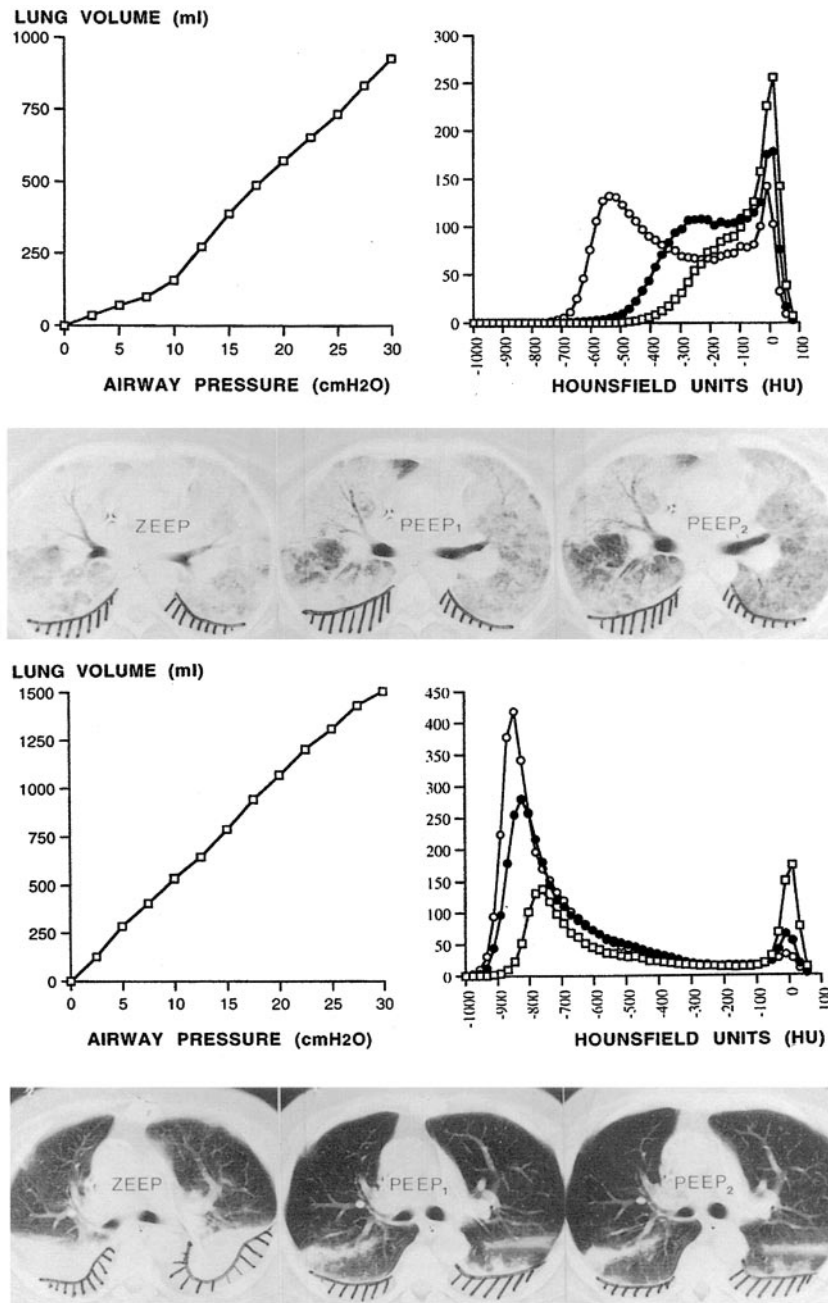 LUNG VOLUME (ml)
1000
750
500
250
0
0 5 10 15 20 25 30
AIRWAY PRESSURE (cmH2O)
300
250
200
150
100
50
0
-1000 -900 -800 -700 -600 -500 -400 -300 -200 -100 0 100
HOUNSFIELD UNITS (HU)
ZEEP
PEEP1
PEEP2
LUNG VOLUME (ml)
1500
1250
1000
750
500
250
0
0 5 10 15 20 25 30
AIRWAY PRESSURE (cmH2O)
450
400
350
300
250
200
150
100
50
0
-1000 -900 -800 -700 -600 -500 -400 -300 -200 -100 0 100
HOUNSFIELD UNITS (HU)
ZEEP
PEEP1
PEEP2